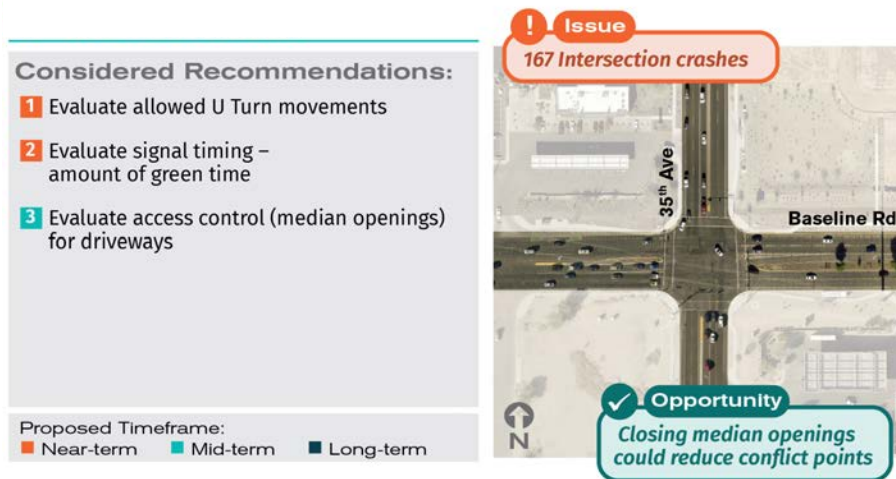 Considered Recommendations:
1 Evaluate allowed U Turn movements
2 Evaluate signal timing –
amount of green time
3 Evaluate access control (median openings)
for driveways
Proposed Timeframe:
Near-term Mid-term Long-term
! Issue
167 Intersection crashes
35th Ave
Baseline Rd
N
Opportunity
Closing median openings
could reduce conflict points